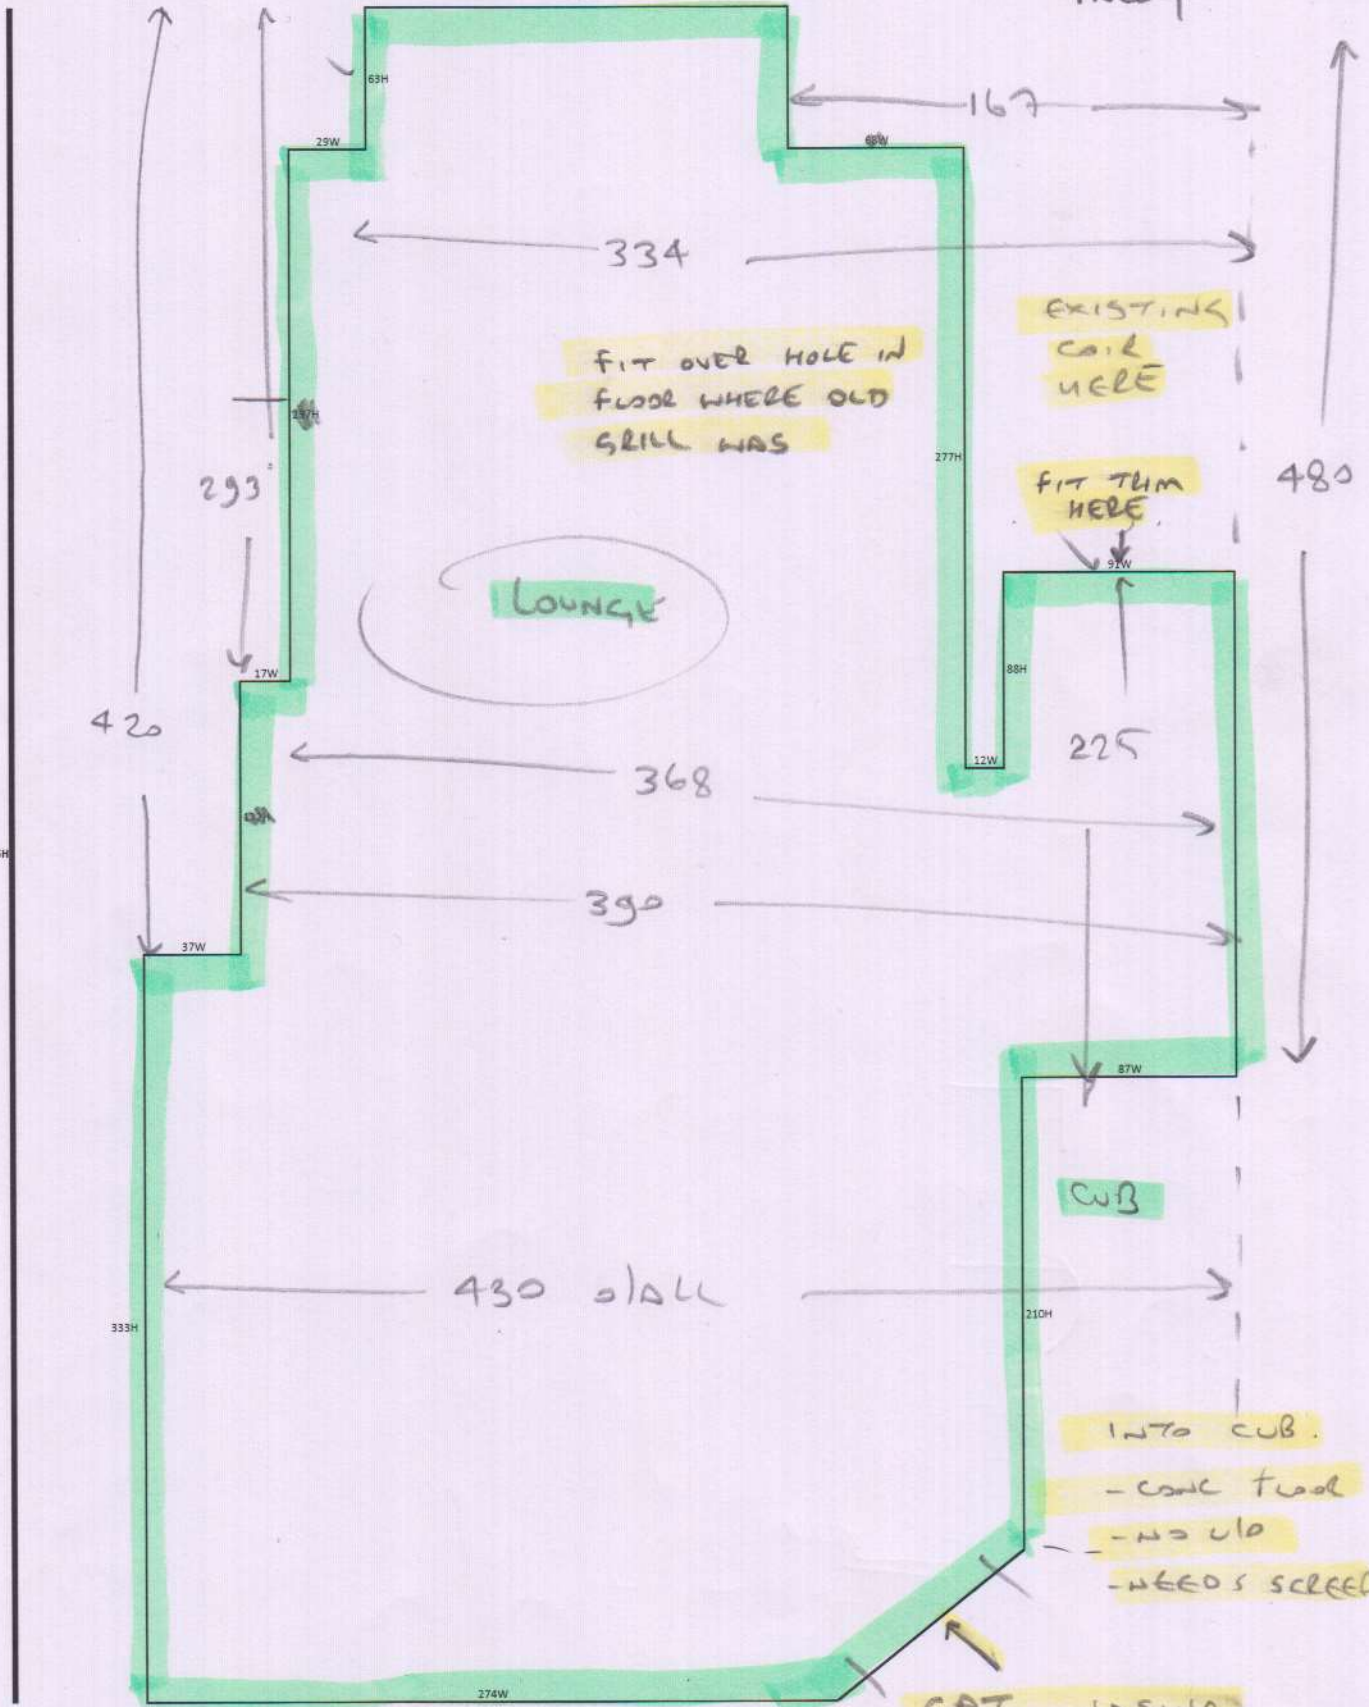 63H
167
29W
334
EXISTING
COIR
HERE
FIT OVER HOLE IN
FLOOR WHERE OLD
GRILL WAS
277H
293
480
FIT TRIM
HERE
91W
LOUNGE
17W
88H
420
12W
225
368
390
37W
87W
CUB
430 o/ALL
333H
210H
INTO CUB.
- CONC FLOOR
- NO U/D
- NEEDS SCREED
274W